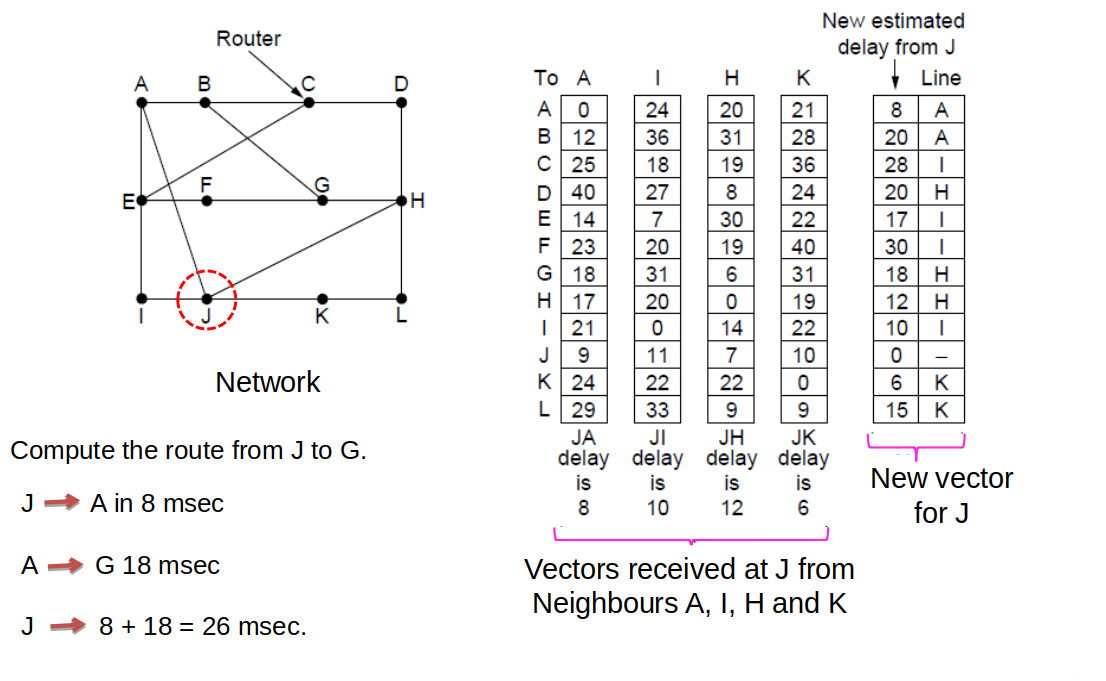 Router
A B C D
E F G H
I J K L
Network
Compute the route from J to G.
J A in 8 msec
A G 18 msec
J 8 + 18 = 26 msec.
New estimated
delay from J
To A I H K Line
A 0 24 20 21 8 A
B 12 36 31 28 20 A
C 25 18 19 36 28 I
D 40 27 8 24 20 H
E 14 7 30 22 17 I
F 23 20 19 40 30 I
G 18 31 6 31 18 H
H 17 20 0 19 12 H
I 21 0 14 22 10 I
J 9 11 7 10 0 –
K 24 22 22 0 6 K
L 29 33 9 9 15 K
JA JI JH JK
delay delay delay delay
is is is is
8 10 12 6
New vector
for J
Vectors received at J from
Neighbours A, I, H and K